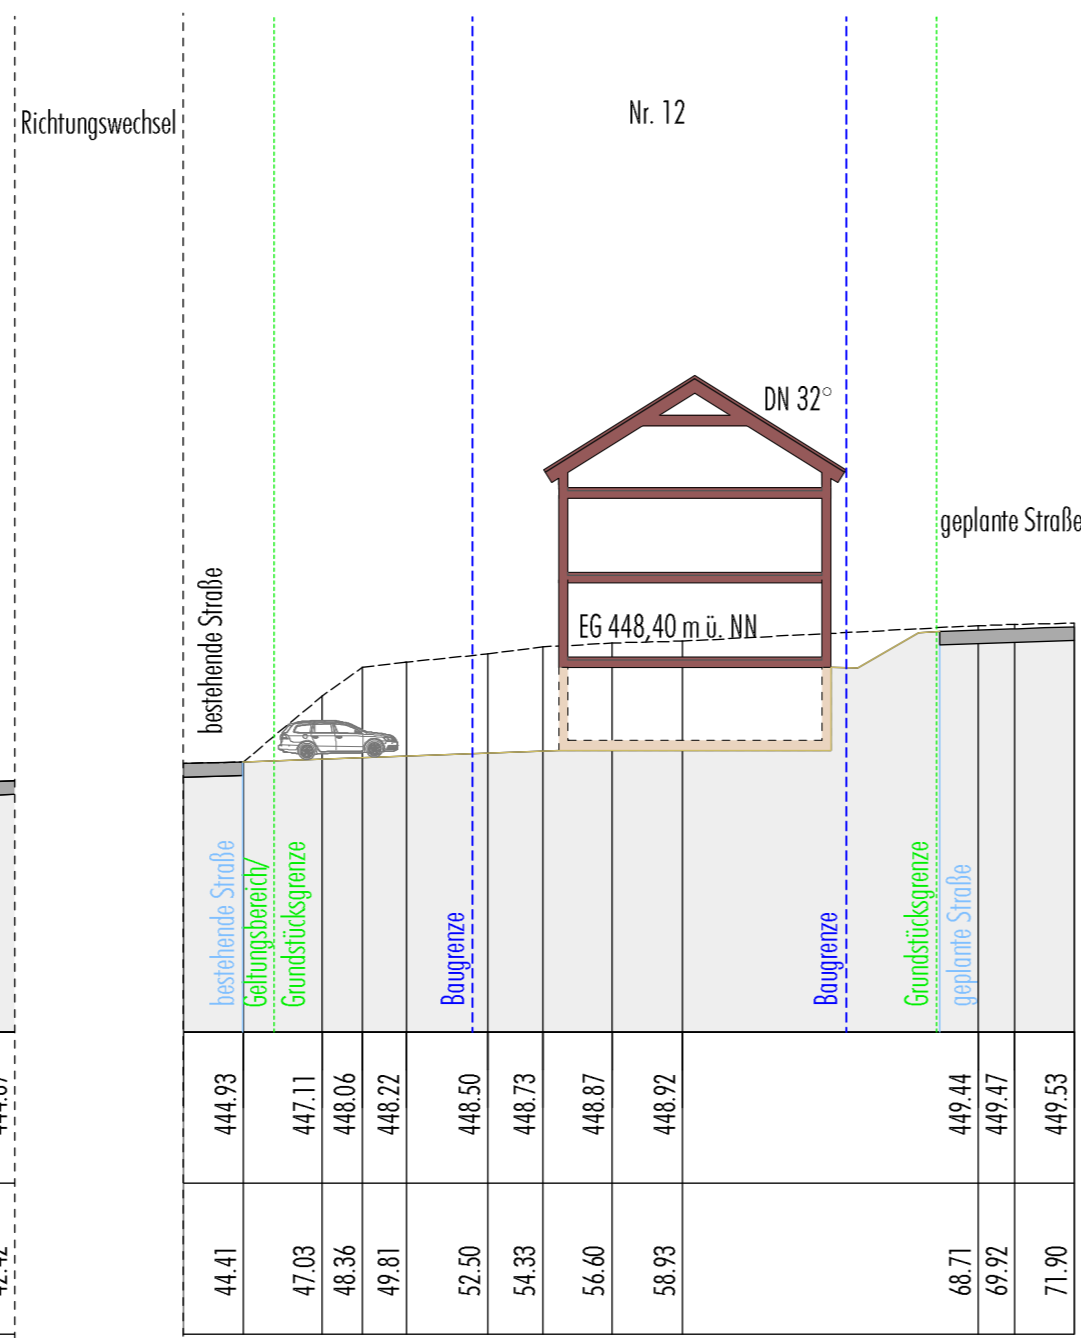 Richtungswechsel
Nr. 12
DN 32°
geplante Straße
bestehende Straße
EG 448,40 m ü. NN
bestehende Straße
Geltungsbereich/
Grundstücksgrenze
Baugrenze
Baugrenze
Grundstücksgrenze
geplante Straße
444.93
447.11
448.06
448.22
448.50
448.73
448.87
448.92
449.44
449.47
449.53
44.41
47.03
48.36
49.81
52.50
54.33
56.60
58.93
68.71
69.92
71.90